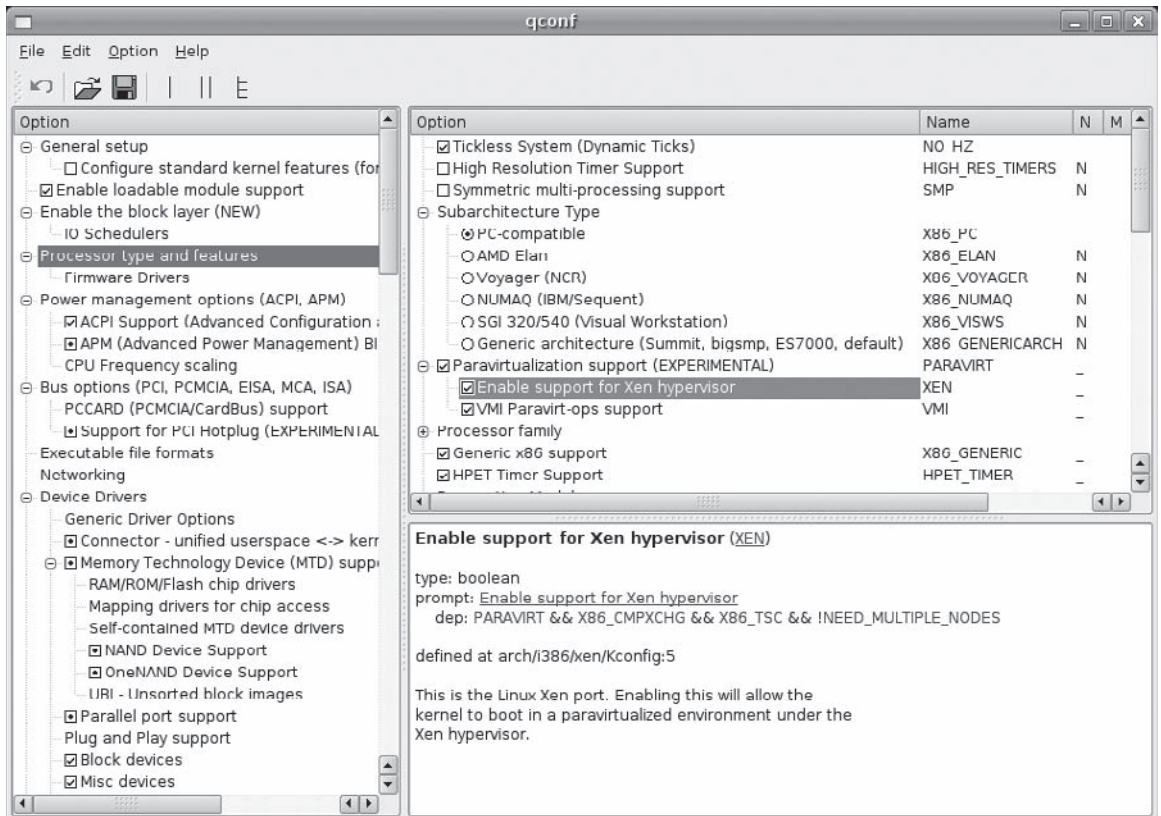 qconf
File Edit Option Help
Option
General setup
Configure standard kernel features (for
Enable loadable module support
Enable the block layer (NEW)
IO Schedulers
Processor type and features
Firmware Drivers
Power management options (ACPI, APM)
ACPI Support (Advanced Configuration
APM (Advanced Power Management) BI
CPU Frequency scaling
Bus options (PCI, PCMCIA, EISA, MCA, ISA)
PCCARD (PCMCIA/CardBus) support
Support for PCI Hotplug (EXPERIMENTAL
Executable file formats
Networking
Device Drivers
Generic Driver Options
Connector - unified userspace <-> kerr
Memory Technology Device (MTD) suppo
RAM/ROM/Flash chip drivers
Mapping drivers for chip access
Self-contained MTD device drivers
NAND Device Support
OneNAND Device Support
UBI - Unsorted block images
Parallel port support
Plug and Play support
Block devices
Misc devices
Option Name N M
Tickless System (Dynamic Ticks) NO_HZ
High Resolution Timer Support HIGH_RES_TIMERS N
Symmetric multi-processing support SMP N
Subarchitecture Type
PC-compatible X86_PC
AMD Elan X86_ELAN N
Voyager (NCR) X86_VOYAGER N
NUMAQ (IBM/Sequent) X86_NUMAQ N
SGI 320/540 (Visual Workstation) X86_VISWS N
Generic architecture (Summit, bigsmp, ES7000, default) X86_GENERICARCH N
Paravirtualization support (EXPERIMENTAL) PARAVIRT _
Enable support for Xen hypervisor XEN _
VMI Paravirt-ops support VMI _
Processor family
Generic x86 support X86_GENERIC _
HPET Timer Support HPET_TIMER _
Enable support for Xen hypervisor (XEN)
type: boolean
prompt: Enable support for Xen hypervisor
dep: PARAVIRT && X86_CMPXCHG && X86_TSC && !NEED_MULTIPLE_NODES
defined at arch/i386/xen/Kconfig:5
This is the Linux Xen port. Enabling this will allow the
kernel to boot in a paravirtualized environment under the
Xen hypervisor.